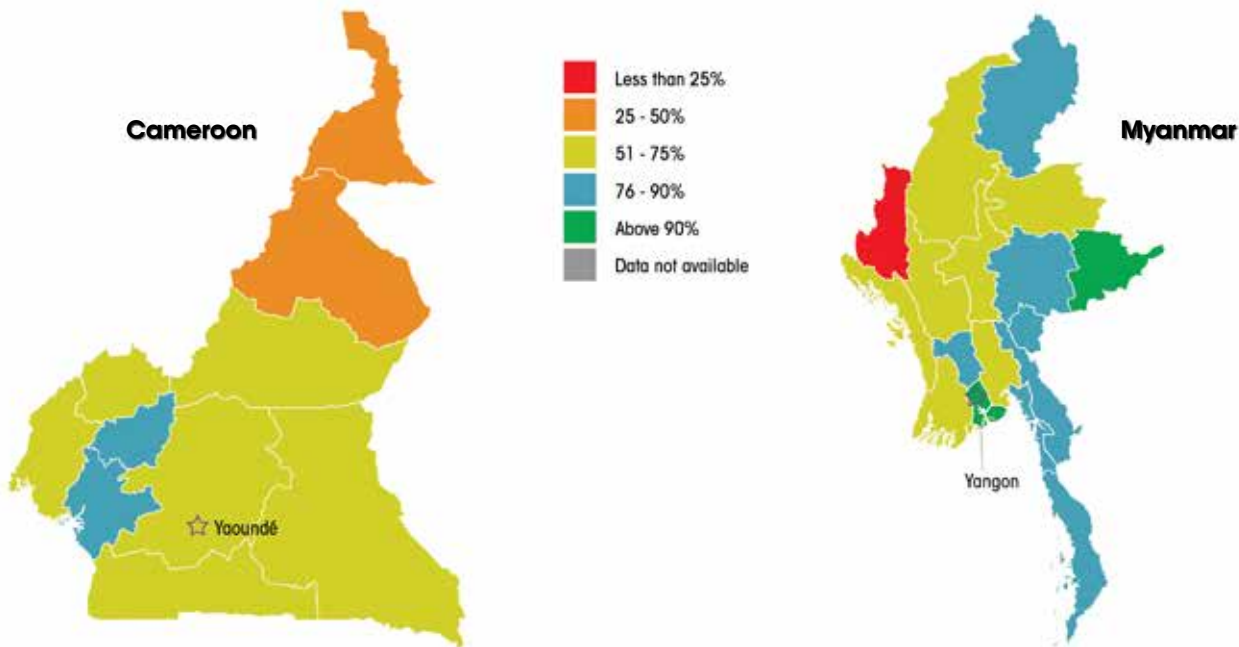 Cameroon
Less than 25%
25 - 50%
51 - 75%
76 - 90%
Above 90%
Data not available
Myanmar
Yaoundé
Yangon